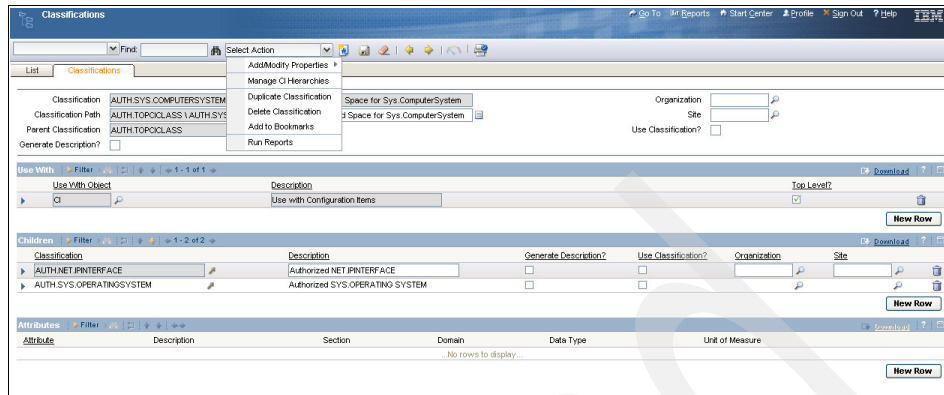 Classifications
Go To Reports Start Center Profile Sign Out ? Help IBM
Find: Select Action
List Classifications
Add/Modify Properties
Manage CI Hierarchies
Duplicate Classification
Delete Classification
Add to Bookmarks
Run Reports
Classification AUTH.SYS.COMPUTERSYSTEM Space for Sys.ComputerSystem Organization
Classification Path AUTH.TOPCICLASS \ AUTH.SYS d Space for Sys.ComputerSystem Site
Parent Classification AUTH.TOPCICLASS Use Classification?
Generate Description?
Use With Filter 1 - 1 of 1 Download ?
Use With Object Description Top Level?
CI Use with Configuration Items
New Row
Children Filter 1 - 2 of 2 Download ?
Classification Description Generate Description? Use Classification? Organization Site
AUTH.NET.IPINTERFACE Authorized NET.IPINTERFACE
AUTH.SYS.OPERATINGSYSTEM Authorized SYS.OPERATING SYSTEM
New Row
Attributes Filter Download ?
Attribute Description Section Domain Data Type Unit of Measure
...No rows to display...
New Row